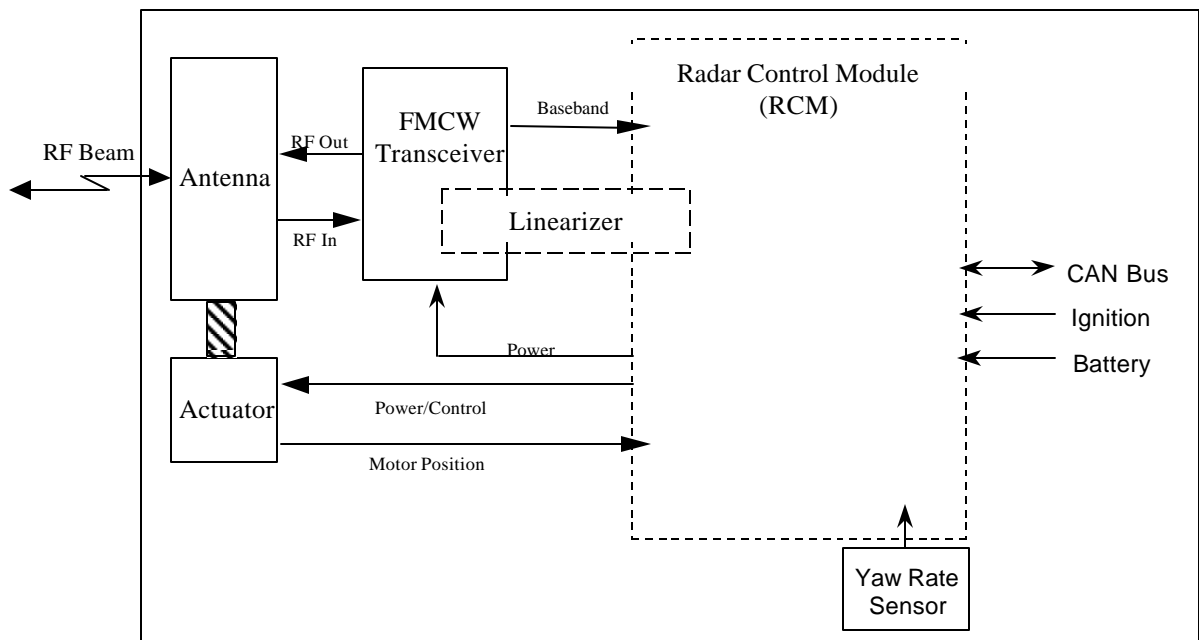 Radar Control Module
(RCM)
Baseband
FMCW
Transceiver
RF Out
RF Beam
Antenna
Linearizer
RF In
CAN Bus
Ignition
Power
Battery
Actuator
Power/Control
Motor Position
Yaw Rate
Sensor